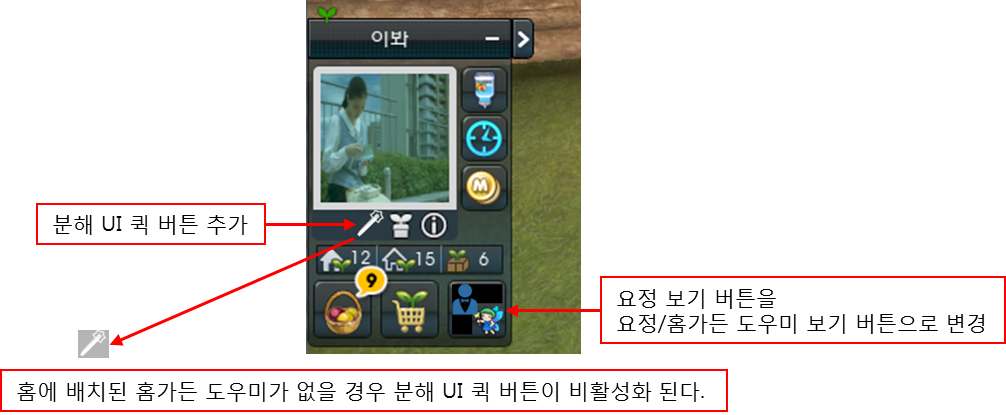 이봐
M
분해 UI 퀵 버튼 추가
12 15 6
9
요정 보기 버튼을
요정/홈가든 도우미 보기 버튼으로 변경
홈에 배치된 홈가든 도우미가 없을 경우 분해 UI 퀵 버튼이 비활성화 된다.